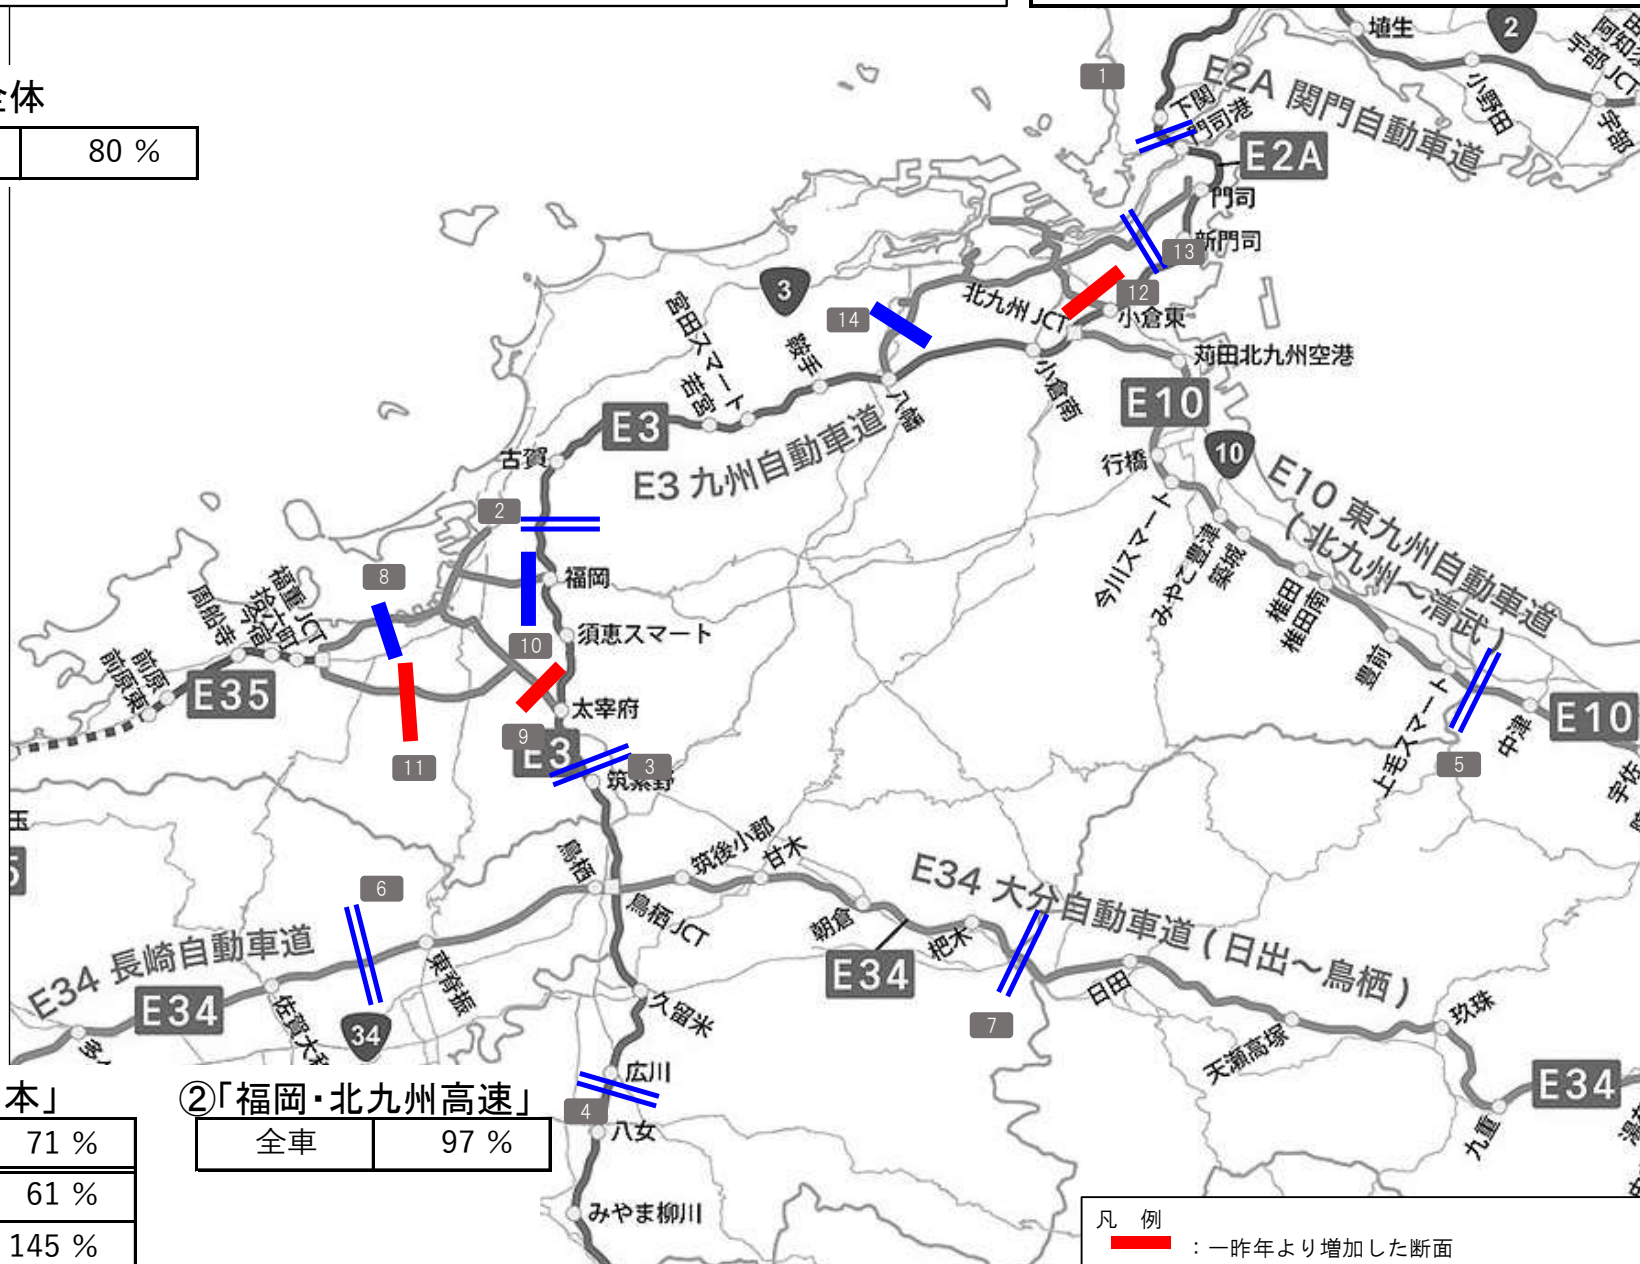 全体
80 %
1
2
E2A 関門自動車道
E2A
埴生
小野田
宇部 JCT
宇部
下関
門司港
門司
新門司
13
12
3
14
北九州 JCT
小倉東
小倉南
苅田北九州空港
宮田スマート
若宮
鞍手
八幡
E3
E3 九州自動車道
古賀
E10
行橋
10
E10 東九州自動車道
( 北九州～清武 )
今川スマート
みやこ豊津
築城
椎田
椎田南
豊前
上毛スマート
中津
E10
宇佐
5
2
福岡
8
10
須恵スマート
福重 JCT
拾六町
今宿
周船寺
前原
前原東
E35
太宰府
9
E3
3
11
筑紫野
玉
鳥栖
鳥栖 JCT
筑後小郡
甘木
朝倉
杷木
E34 大分自動車道 ( 日出～鳥栖 )
E34
日田
天瀬高塚
玖珠
九重
E34
7
6
E34 長崎自動車道
E34
東脊振
佐賀大和
34
久留米
広川
4
八女
みやま柳川
本」
71 %
61 %
145 %
②「福岡・北九州高速」
全車 97 %
凡 例
：一昨年より増加した断面